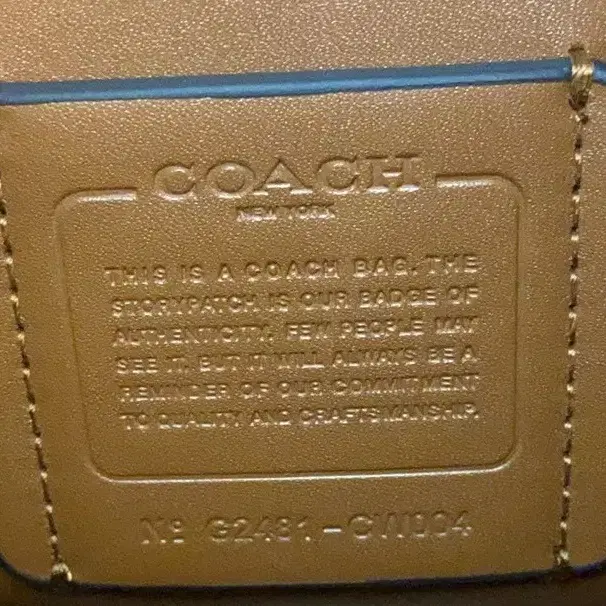 COACH
NEW YORK
THIS IS A COACH BAG. THE
STORYPATCH IS OUR BADGE OF
AUTHENTICITY. FEW PEOPLE MAY
SEE IT. BUT IT WILL ALWAYS BE A
REMINDER OF OUR COMMITMENT
TO QUALITY AND CRAFTSMANSHIP.
Nº G2481-CW004